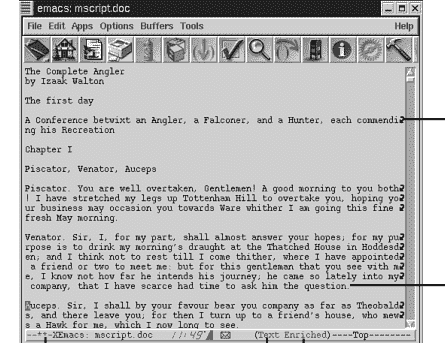 emacs: mscript.doc
File Edit Apps Options Buffers Tools Help
The Complete Angler
by Izaak Walton
The first day
A Conference betwixt an Angler, a Falconer, and a Hunter, each commendi
ng his Recreation
Chapter I
Piscator, Venator, Auceps
Piscator. You are well overtaken, Gentlemen! A good morning to you both
! I have stretched my legs up Tottenham Hill to overtake you, hoping yo
ur business may occasion you towards Ware whither I am going this fine
fresh May morning.
Venator. Sir, I, for my part, shall almost answer your hopes; for my pu
rpose is to drink my morning's draught at the Thatched House in Hoddesd
en; and I think not to rest till I come thither, where I have appointed
a friend or two to meet me: but for this gentleman that you see with m
e, I know not how far he intends his journey; he came so lately into my
company, that I have scarce had time to ask him the question.
Auceps. Sir, I shall by your favour bear you company as far as Theobald
s, and there leave you; for then I turn up to a friend's house, who mew
s a Hawk for me, which I now long to see.
--**-XEmacs: mscript.doc (Text Enriched)----Top----